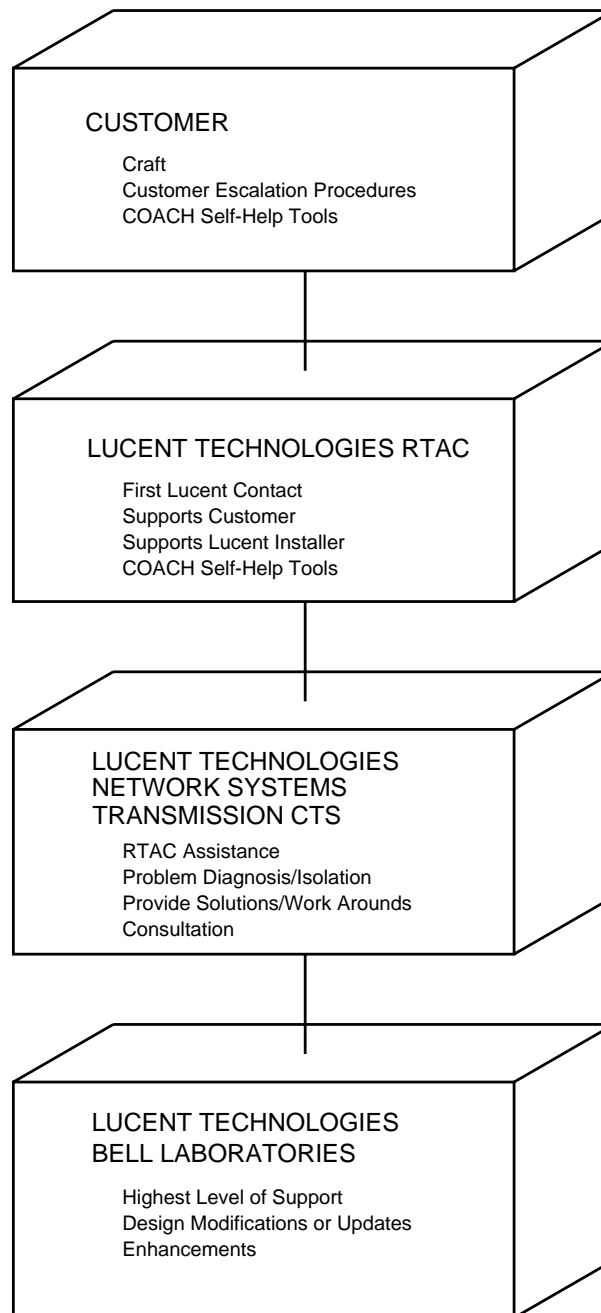 CUSTOMER
Craft
Customer Escalation Procedures
COACH Self-Help Tools
LUCENT TECHNOLOGIES RTAC
First Lucent Contact
Supports Customer
Supports Lucent Installer
COACH Self-Help Tools
LUCENT TECHNOLOGIES
NETWORK SYSTEMS
TRANSMISSION CTS
RTAC Assistance
Problem Diagnosis/Isolation
Provide Solutions/Work Arounds
Consultation
LUCENT TECHNOLOGIES
BELL LABORATORIES
Highest Level of Support
Design Modifications or Updates
Enhancements